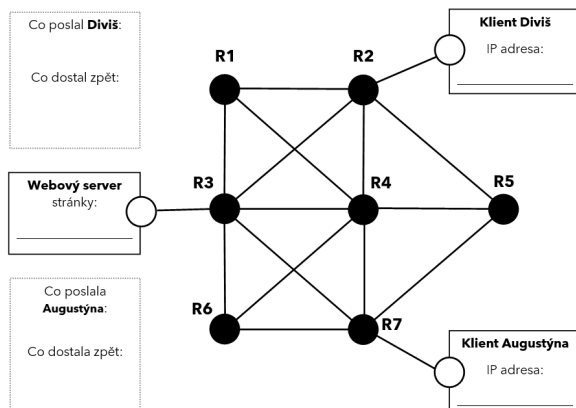 Co poslal Diviš:
Co dostal zpět:
Klient Diviš
IP adresa:
R1
R2
R3
R4
R5
Webový server
stránky:
R6
R7
Co poslala
Augustýna:
Co dostala zpět:
Klient Augustýna
IP adresa: